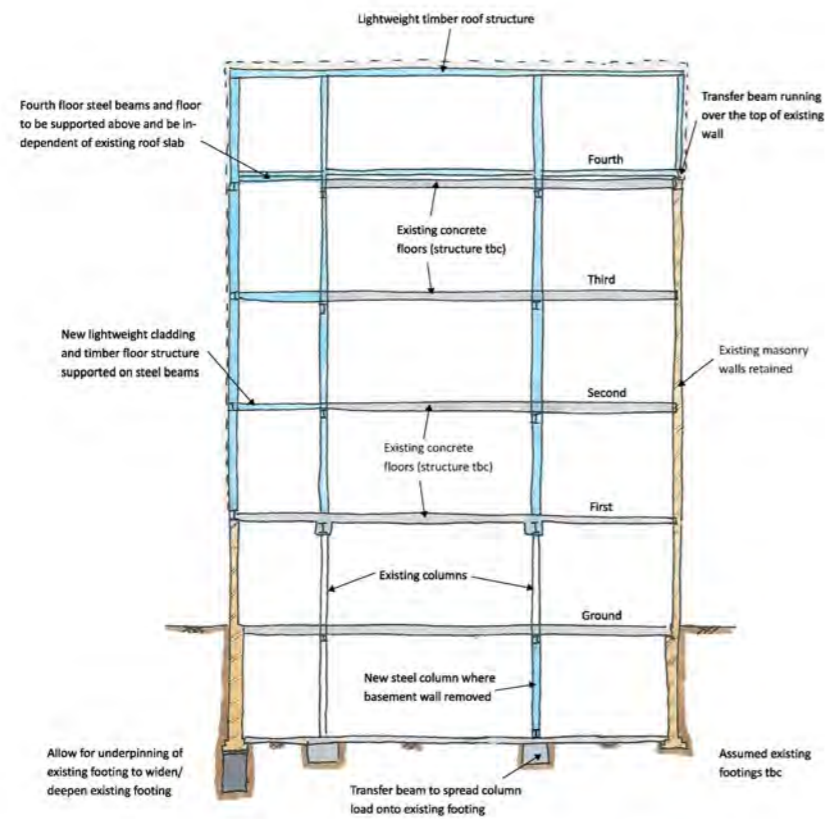 Lightweight timber roof structure
Fourth floor steel beams and floor
to be supported above and be in-
dependent of existing roof slab
Transfer beam running
over the top of existing
wall
Fourth
Existing concrete
floors (structure tbc)
Third
New lightweight cladding
and timber floor structure
supported on steel beams
Existing masonry
walls retained
Second
Existing concrete
floors (structure tbc)
First
Existing columns
Ground
New steel column where
basement wall removed
Allow for underpinning of
existing footing to widen/
deepen existing footing
Transfer beam to spread column
load onto existing footing
Assumed existing
footings tbc